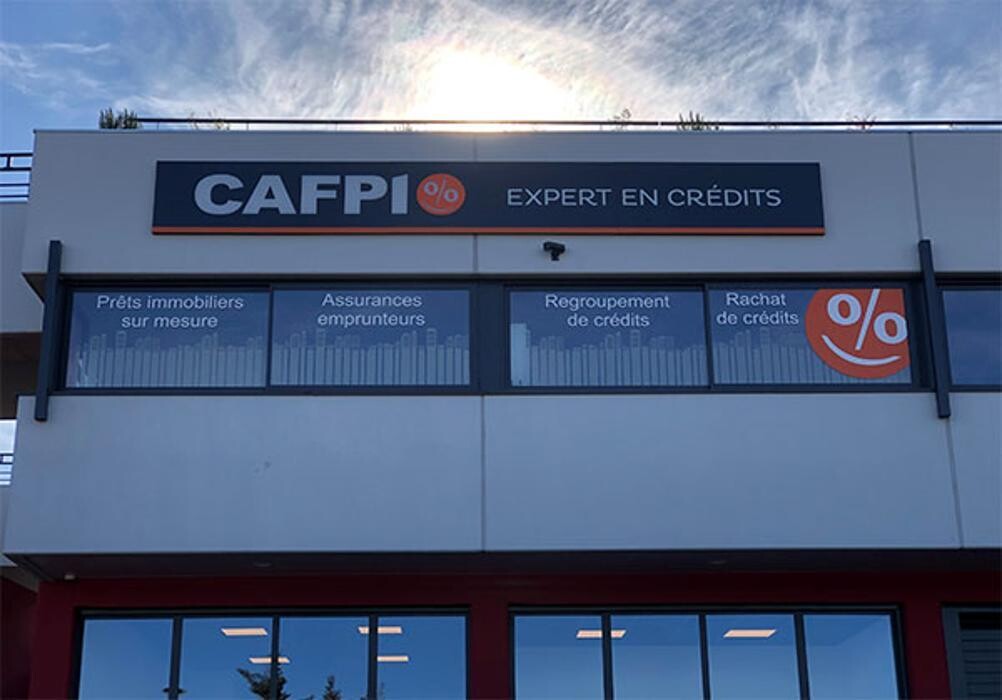 CAFPI % EXPERT EN CRÉDITS
Prêts immobiliers
sur mesure
Assurances
emprunteurs
Regroupement
de crédits
Rachat
de crédits
%